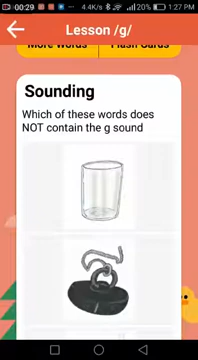 00:29 4.4K/s 20% 1:27 PM
Lesson /g/
More Words Flash Cards
Sounding
Which of these words does
NOT contain the g sound